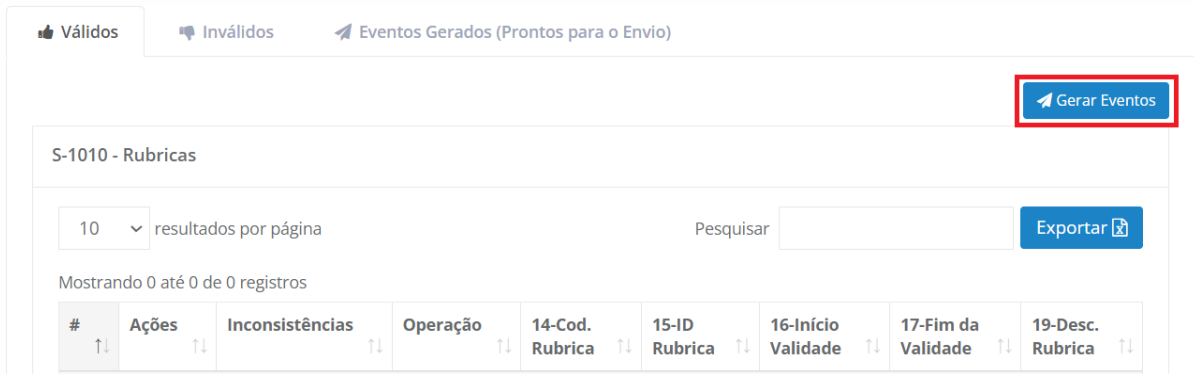 Válidos Inválidos Eventos Gerados (Prontos para o Envio)
Gerar Eventos
S-1010 - Rubricas
10 resultados por página Pesquisar Exportar
Mostrando 0 até 0 de 0 registros
# Ações Inconsistências Operação 14-Cod. 15-ID 16-Início 17-Fim da 19-Desc.
Rubrica Rubrica Validade Validade Rubrica